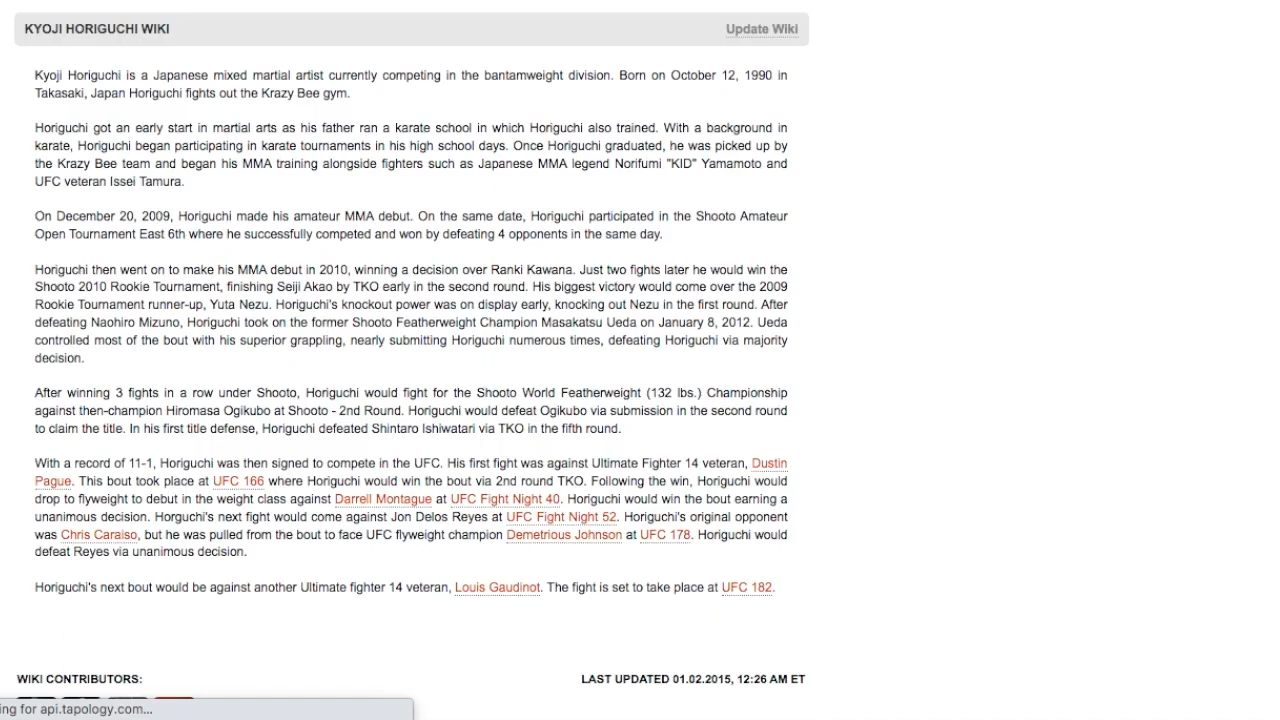 KYOJI HORIGUCHI WIKI
Update Wiki
Kyoji Horiguchi is a Japanese mixed martial artist currently competing in the bantamweight division. Born on October 12, 1990 in
Takasaki, Japan Horiguchi fights out the Krazy Bee gym.
Horiguchi got an early start in martial arts as his father ran a karate school in which Horiguchi also trained. With a background in
karate, Horiguchi began participating in karate tournaments in his high school days. Once Horiguchi graduated, he was picked up by
the Krazy Bee team and began his MMA training alongside fighters such as Japanese MMA legend Norifumi "KID" Yamamoto and
UFC veteran Issei Tamura.
On December 20, 2009, Horiguchi made his amateur MMA debut. On the same date, Horiguchi participated in the Shooto Amateur
Open Tournament East 6th where he successfully competed and won by defeating 4 opponents in the same day.
Horiguchi then went on to make his MMA debut in 2010, winning a decision over Ranki Kawana. Just two fights later he would win the
Shooto 2010 Rookie Tournament, finishing Seiji Akao by TKO early in the second round. His biggest victory would come over the 2009
Rookie Tournament runner-up, Yuta Nezu. Horiguchi's knockout power was on display early, knocking out Nezu in the first round. After
defeating Naohiro Mizuno, Horiguchi took on the former Shooto Featherweight Champion Masakatsu Ueda on January 8, 2012. Ueda
controlled most of the bout with his superior grappling, nearly submitting Horiguchi numerous times, defeating Horiguchi via majority
decision.
After winning 3 fights in a row under Shooto, Horiguchi would fight for the Shooto World Featherweight (132 lbs.) Championship
against then-champion Hiromasa Ogikubo at Shooto - 2nd Round. Horiguchi would defeat Ogikubo via submission in the second round
to claim the title. In his first title defense, Horiguchi defeated Shintaro Ishiwatari via TKO in the fifth round.
With a record of 11-1, Horiguchi was then signed to compete in the UFC. His first fight was against Ultimate Fighter 14 veteran, Dustin
Pague. This bout took place at UFC 166 where Horiguchi would win the bout via 2nd round TKO. Following the win, Horiguchi would
drop to flyweight to debut in the weight class against Darrell Montague at UFC Fight Night 40. Horiguchi would win the bout earning a
unanimous decision. Horguchi's next fight would come against Jon Delos Reyes at UFC Fight Night 52. Horiguchi's original opponent
was Chris Caraiso, but he was pulled from the bout to face UFC flyweight champion Demetrious Johnson at UFC 178. Horiguchi would
defeat Reyes via unanimous decision.
Horiguchi's next bout would be against another Ultimate fighter 14 veteran, Louis Gaudinot. The fight is set to take place at UFC 182.
WIKI CONTRIBUTORS:
LAST UPDATED 01.02.2015, 12:26 AM ET
ing for api.tapology.com...